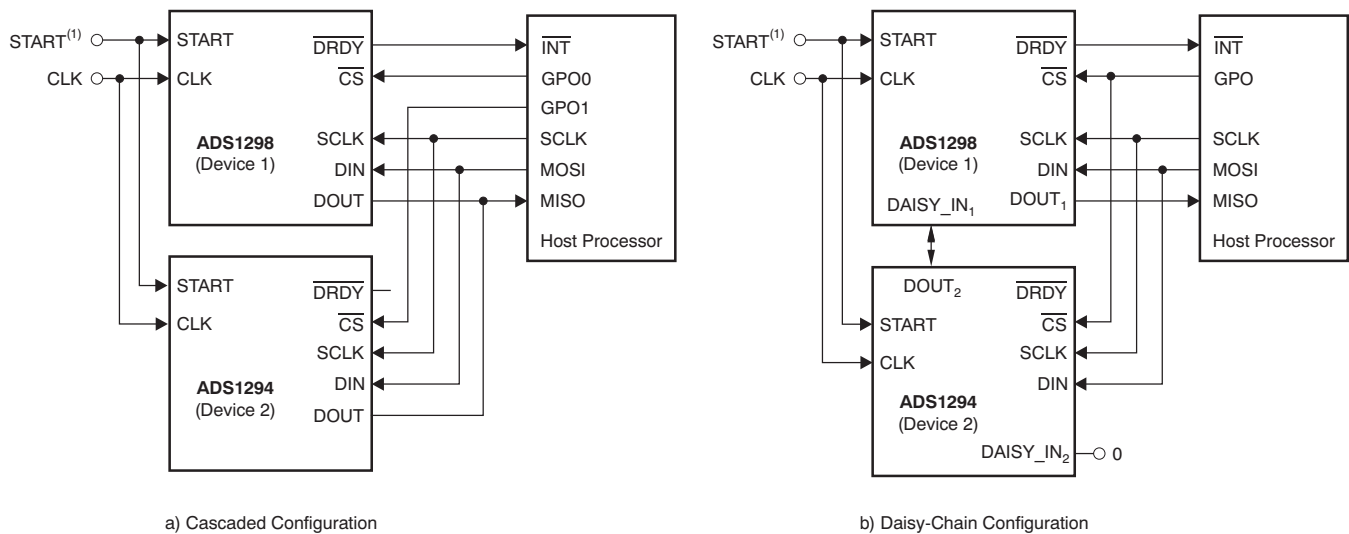 START(1)
CLK
START
CLK
DRDY
CS
ADS1298
(Device 1)
SCLK
DIN
DOUT
INT
GPO0
GPO1
SCLK
MOSI
MISO
Host Processor
START
CLK
DRDY
CS
SCLK
DIN
DOUT
ADS1294
(Device 2)
a) Cascaded Configuration
START(1)
CLK
START
CLK
DRDY
CS
ADS1298
(Device 1)
SCLK
DIN
DAISY_IN1
DOUT1
INT
GPO
SCLK
MOSI
MISO
Host Processor
DOUT2
DRDY
START
CS
CLK
SCLK
DIN
ADS1294
(Device 2)
DAISY_IN2
0
b) Daisy-Chain Configuration